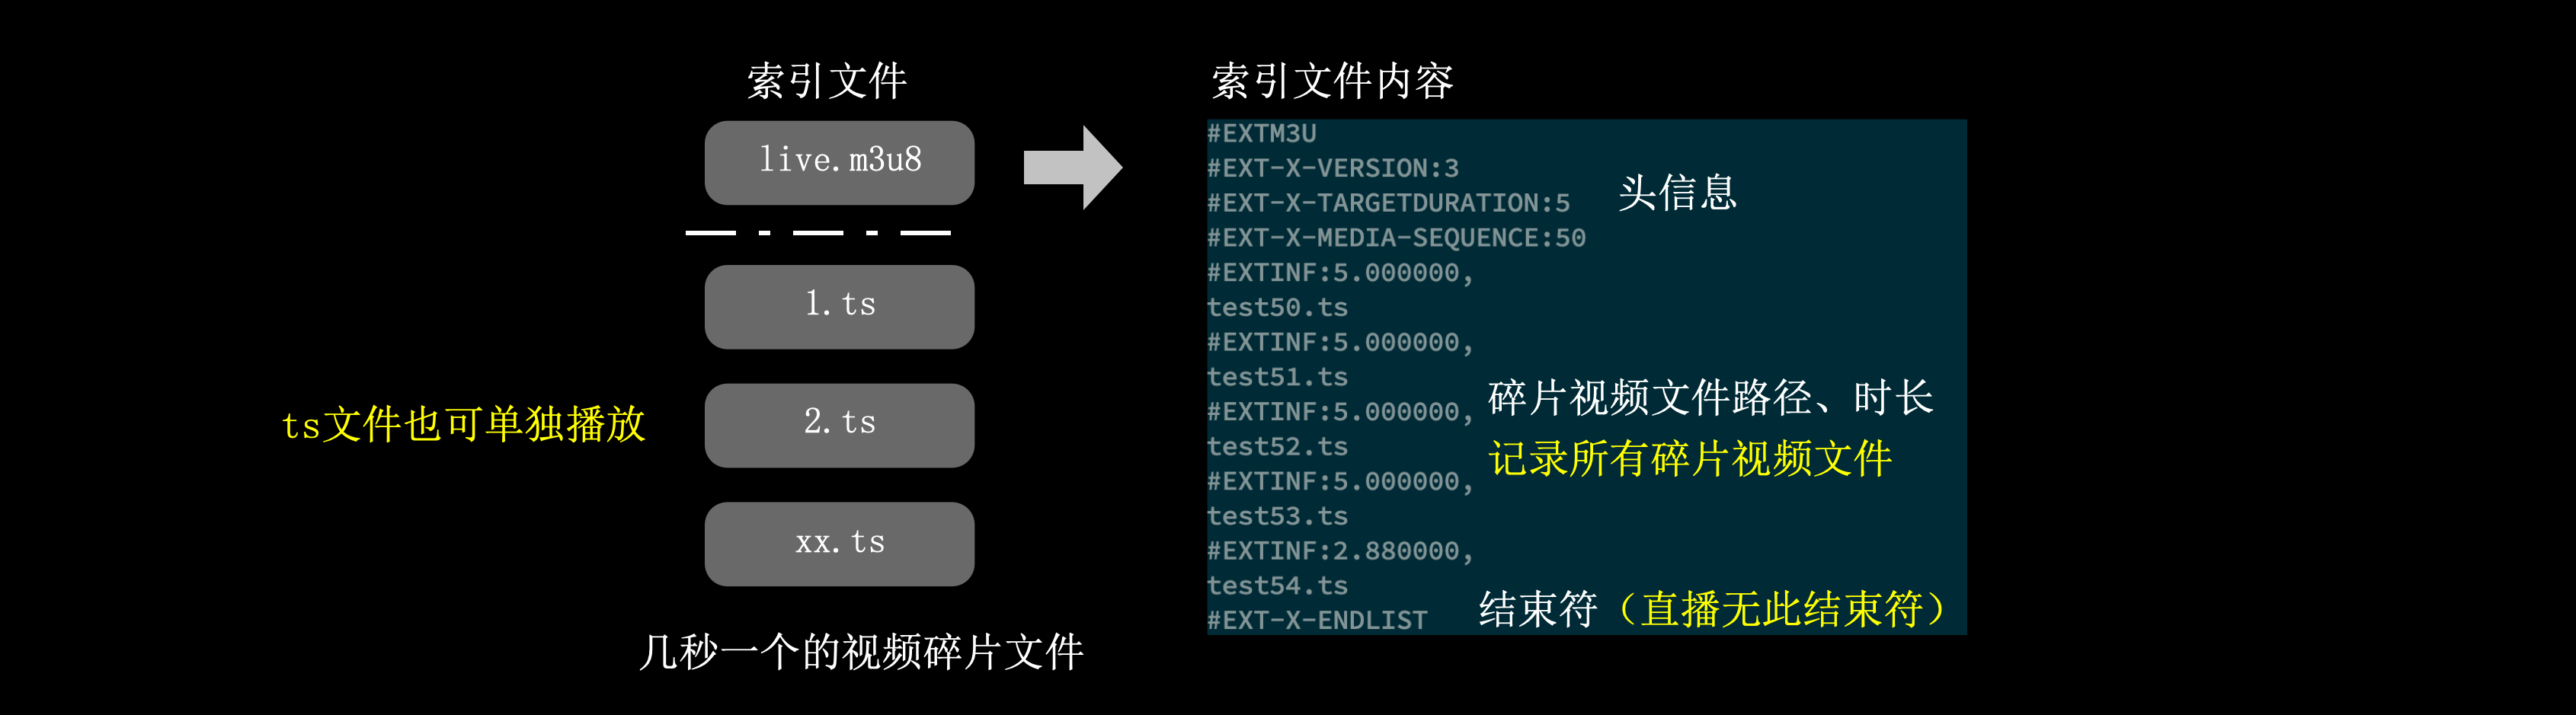 索引文件
live.m3u8
1.ts
2.ts
xx.ts
ts文件也可单独播放
几秒一个的视频碎片文件
索引文件内容
#EXTM3U
#EXT-X-VERSION:3
#EXT-X-TARGETDURATION:5
#EXT-X-MEDIA-SEQUENCE:50
头信息
#EXTINF:5.000000,
test50.ts
#EXTINF:5.000000,
test51.ts
#EXTINF:5.000000,
test52.ts
#EXTINF:5.000000,
test53.ts
#EXTINF:2.880000,
test54.ts
碎片视频文件路径、时长
记录所有碎片视频文件
#EXT-X-ENDLIST
结束符（直播无此结束符）